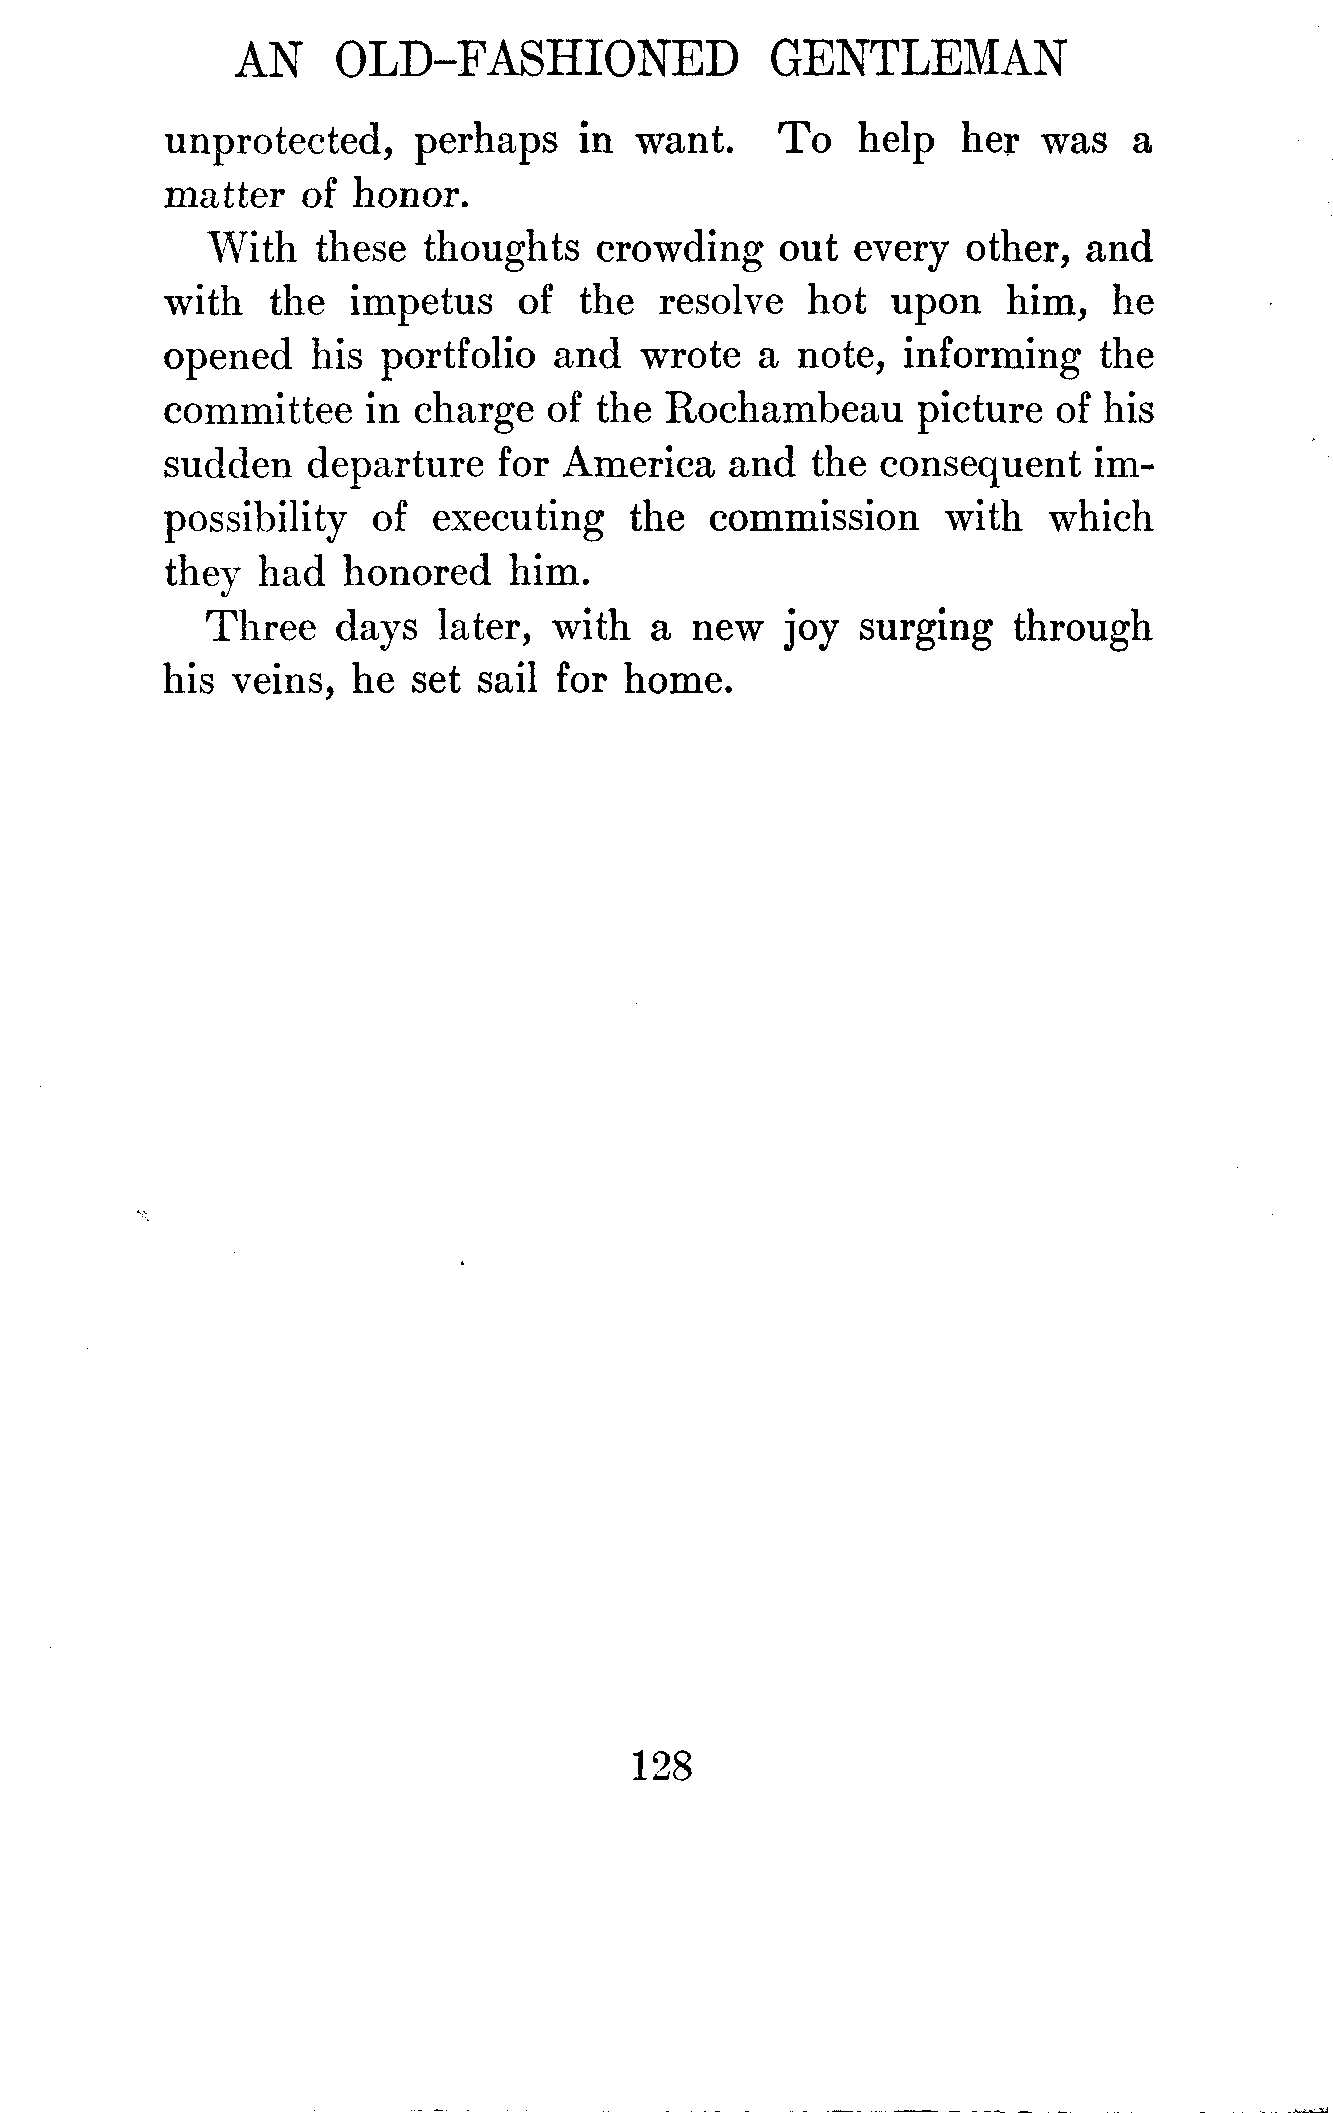 AN OLD-FASHIONED GENTLEMAN
unprotected, perhaps in want. To help her was a
matter of honor.
With these thoughts crowding out every other, and
with the impetus of the resolve hot upon him, he
opened his portfolio and wrote a note, informing the
committee in charge of the Rochambeau picture of his
sudden departure for America and the consequent im-
possibility of executing the commission with which
they had honored him.
Three days later, with a new joy surging through
his veins, he set sail for home.
128